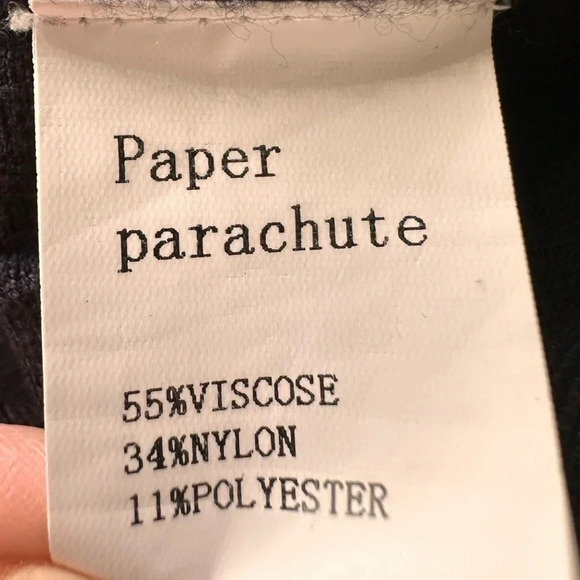 Paper
parachute
55%VISCOSE
34%NYLON
11%POLYESTER